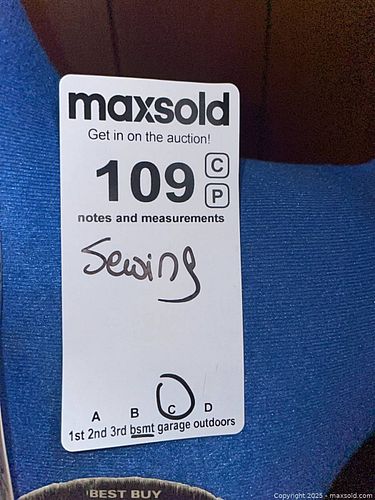 maxsold
Get in on the auction!
109 C
P
notes and measurements
Sewing
A B C D
1st 2nd 3rd bsmt garage outdoors
BEST BUY
Copyright 2025 - maxsold.com